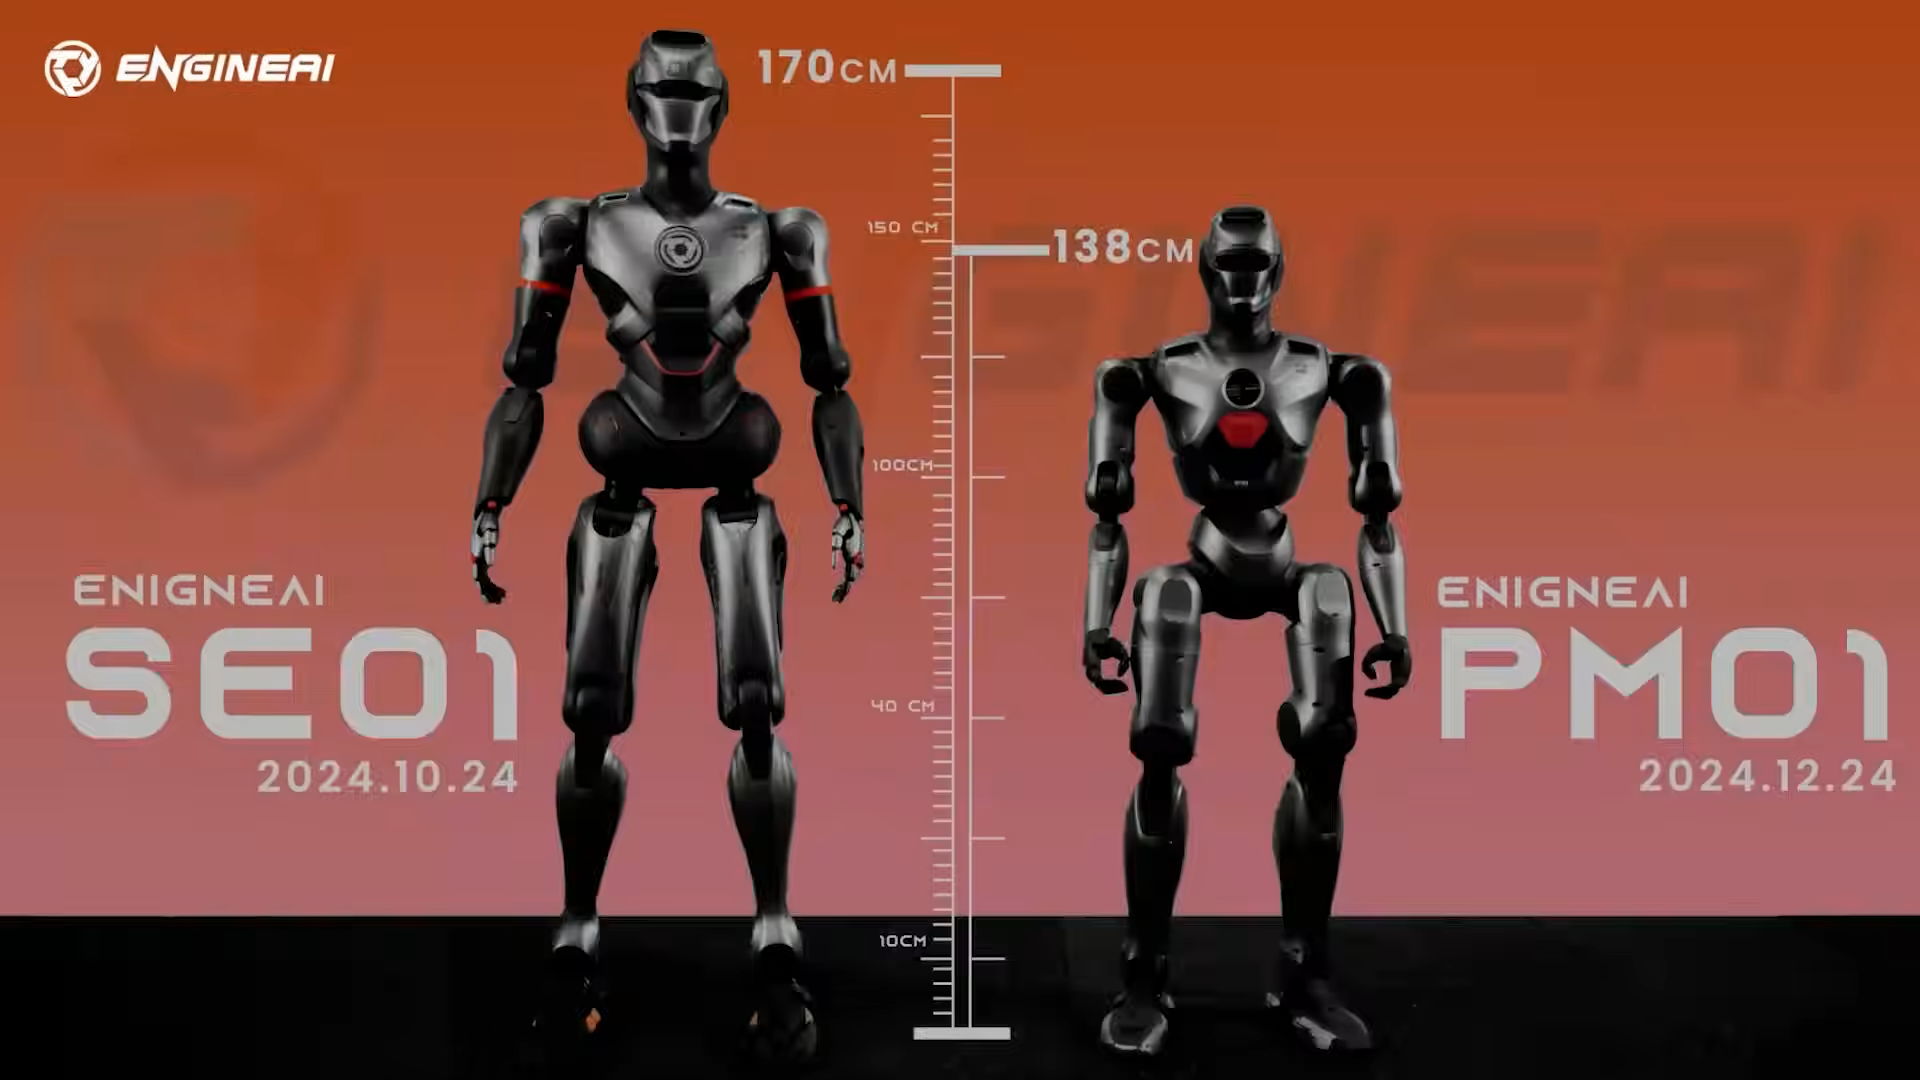 ENGINEAI
170CM
150 CM
138CM
100CM
ENIGNEAI
SE01
2024.10.24
ENIGNEAI
PM01
2024.12.24
40 CM
10CM
ENGINEAI